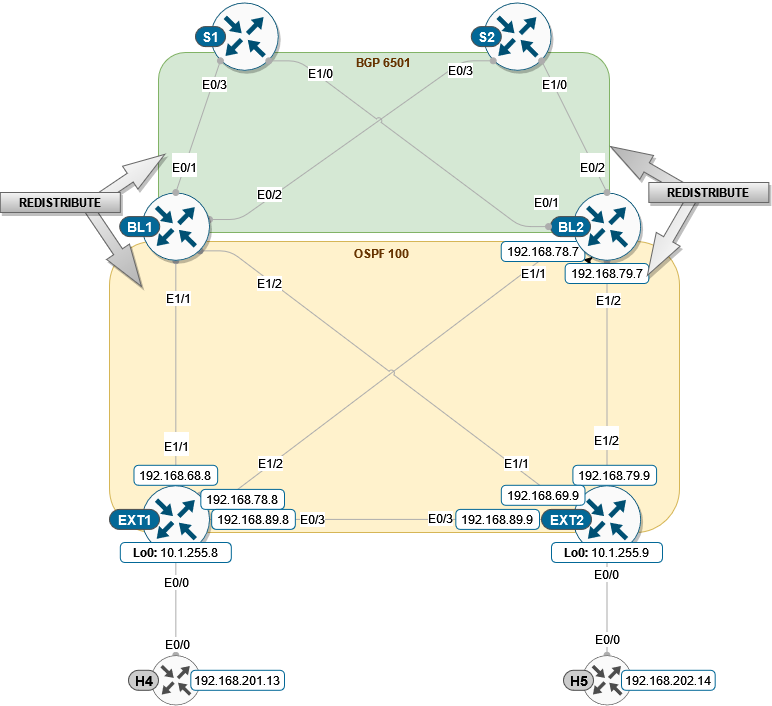 S1
S2
BGP 6501
E0/3
E1/0
E0/3
E1/0
E0/1
E0/2
REDISTRIBUTE
REDISTRIBUTE
E0/2
E0/1
BL1
BL2
192.168.78.7
OSPF 100
192.168.79.7
E1/1
E1/2
E1/1
E1/2
E1/1
E1/2
E1/2
E1/1
192.168.68.8
192.168.79.9
192.168.78.8
192.168.69.9
EXT1
192.168.89.8
E0/3
E0/3
192.168.89.9
EXT2
Lo0: 10.1.255.8
Lo0: 10.1.255.9
E0/0
E0/0
E0/0
E0/0
H4
192.168.201.13
H5
192.168.202.14